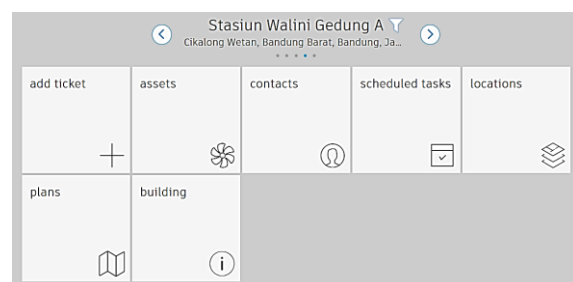 Stasiun Walini Gedung A
Cikalong Wetan, Bandung Barat, Bandung, Ja...
add ticket
assets
contacts
scheduled tasks
locations
plans
building